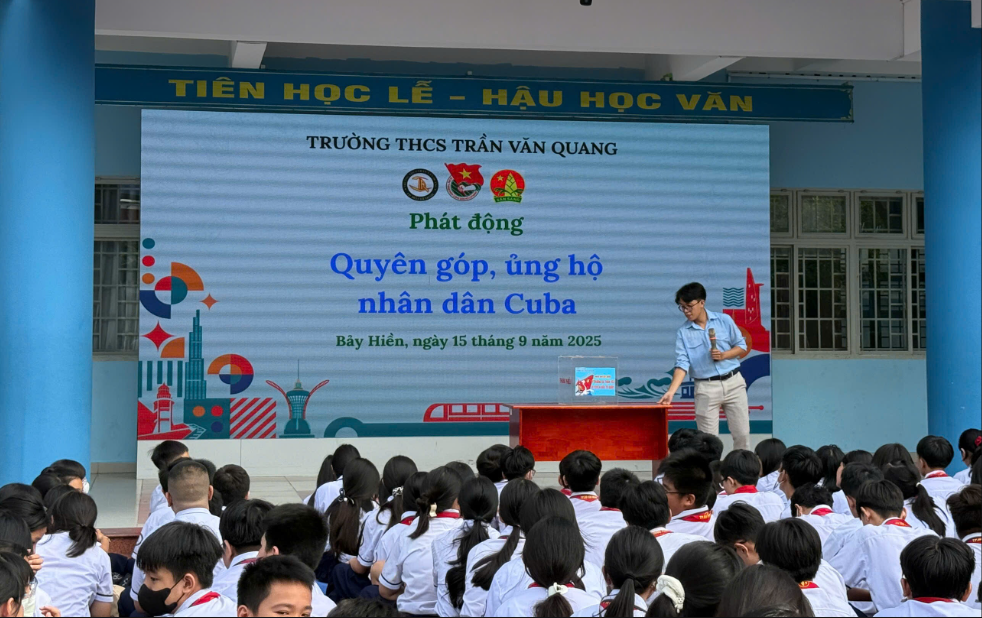 TIÊN HỌC LỄ – HẬU HỌC VĂN
TRƯỜNG THCS TRẦN VĂN QUANG
Phát động
Quyên góp, ủng hộ
nhân dân Cuba
Bảy Hiền, ngày 15 tháng 9 năm 2025